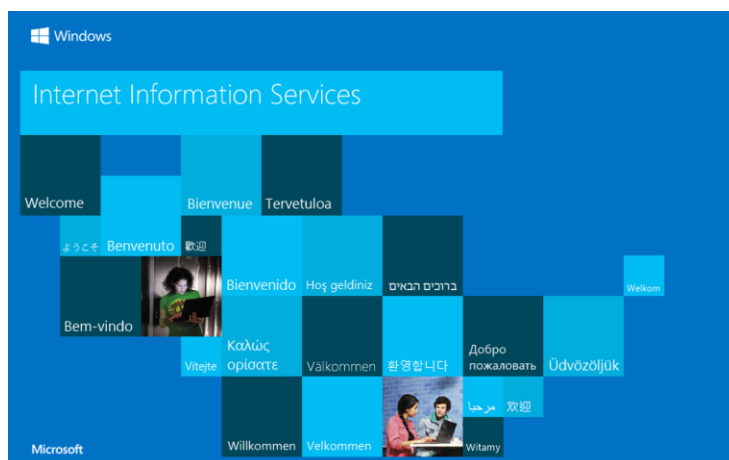 Windows
Internet Information Services
Welcome
Bienvenue
Tervetuloa
ようこそ
Benvenuto
歡迎
Bienvenido
Hoş geldiniz
ברוכים הבאים
Welkom
Bem-vindo
Vítejte
Καλώς
ορίσατε
Välkommen
환영합니다
Добро
пожаловать
Üdvözöljük
مرحبا
欢迎
Willkommen
Velkommen
Witamy
Microsoft